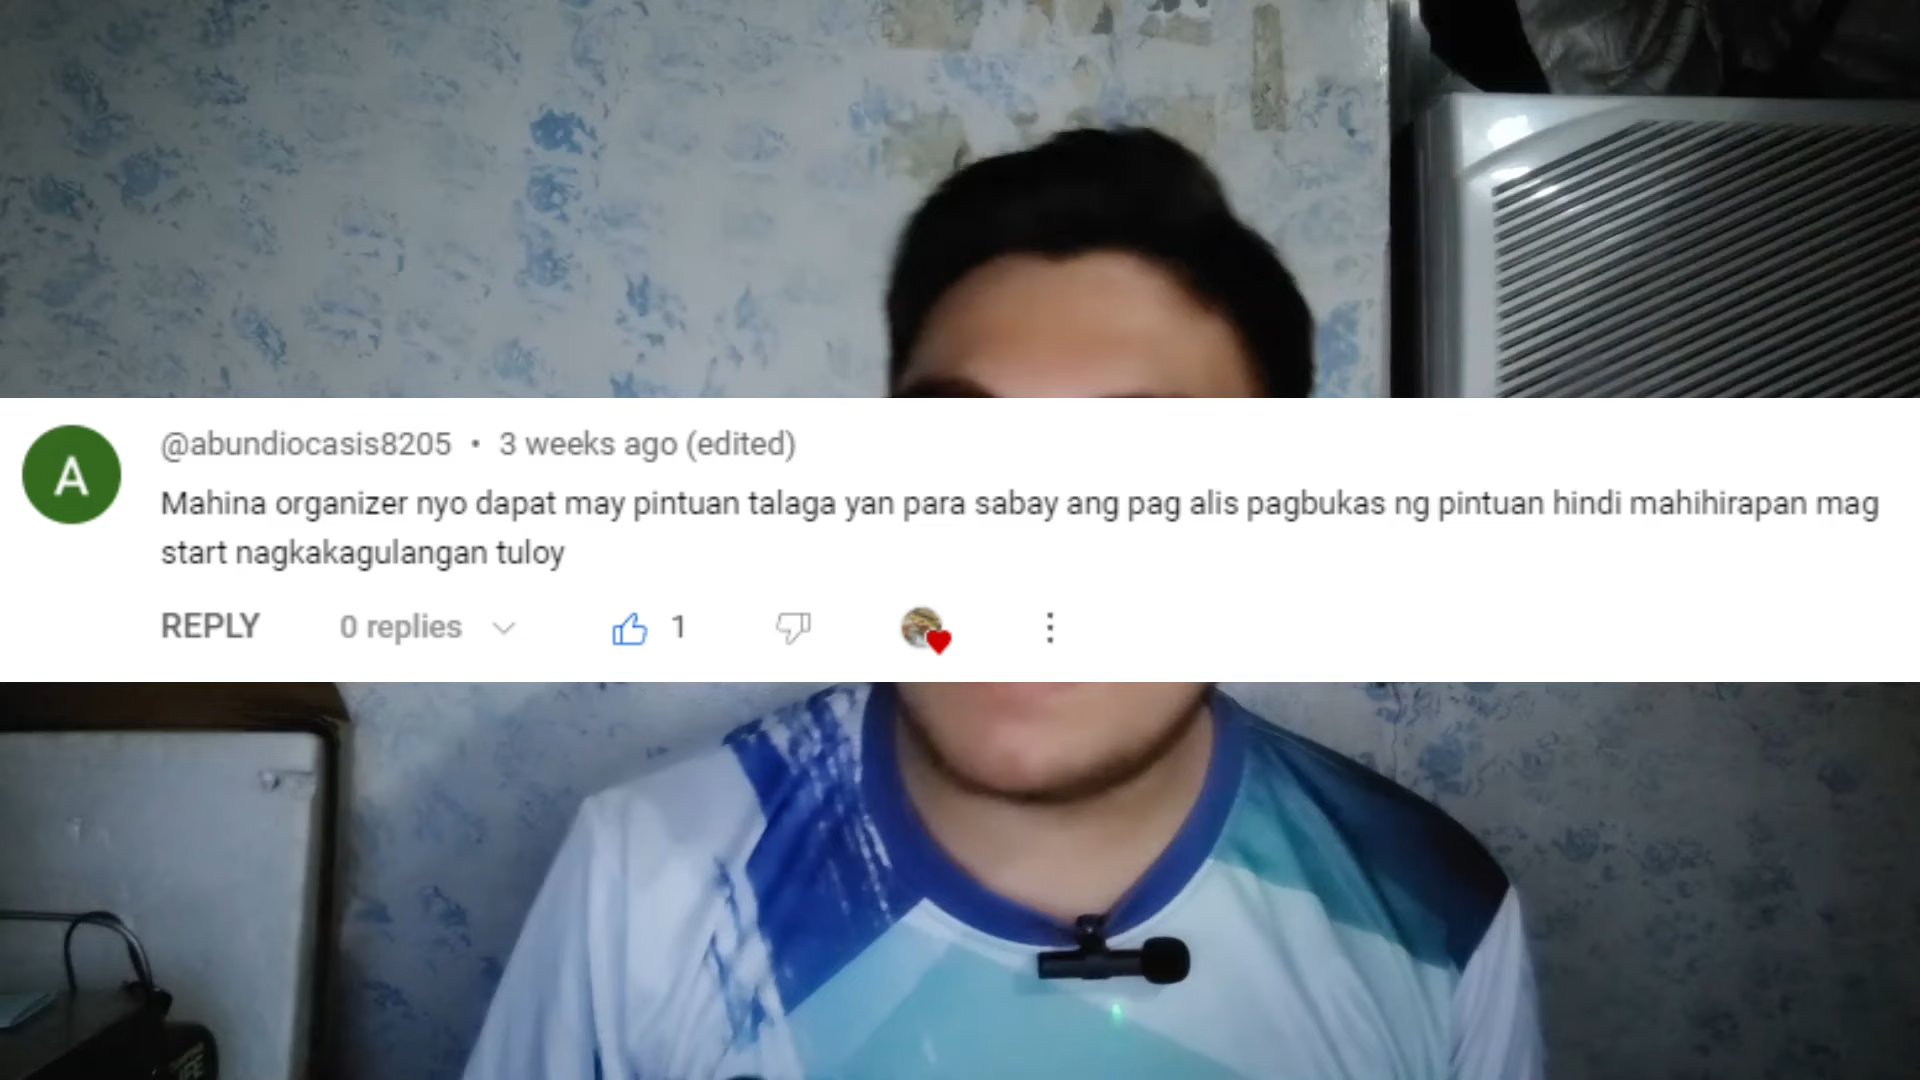 A
@abundiocasis8205 • 3 weeks ago (edited)
Mahina organizer nyo dapat may pintuan talaga yan para sabay ang pag alis pagbukas ng pintuan hindi mahihirapan mag
start nagkakagulangan tuloy
REPLY 0 replies 1